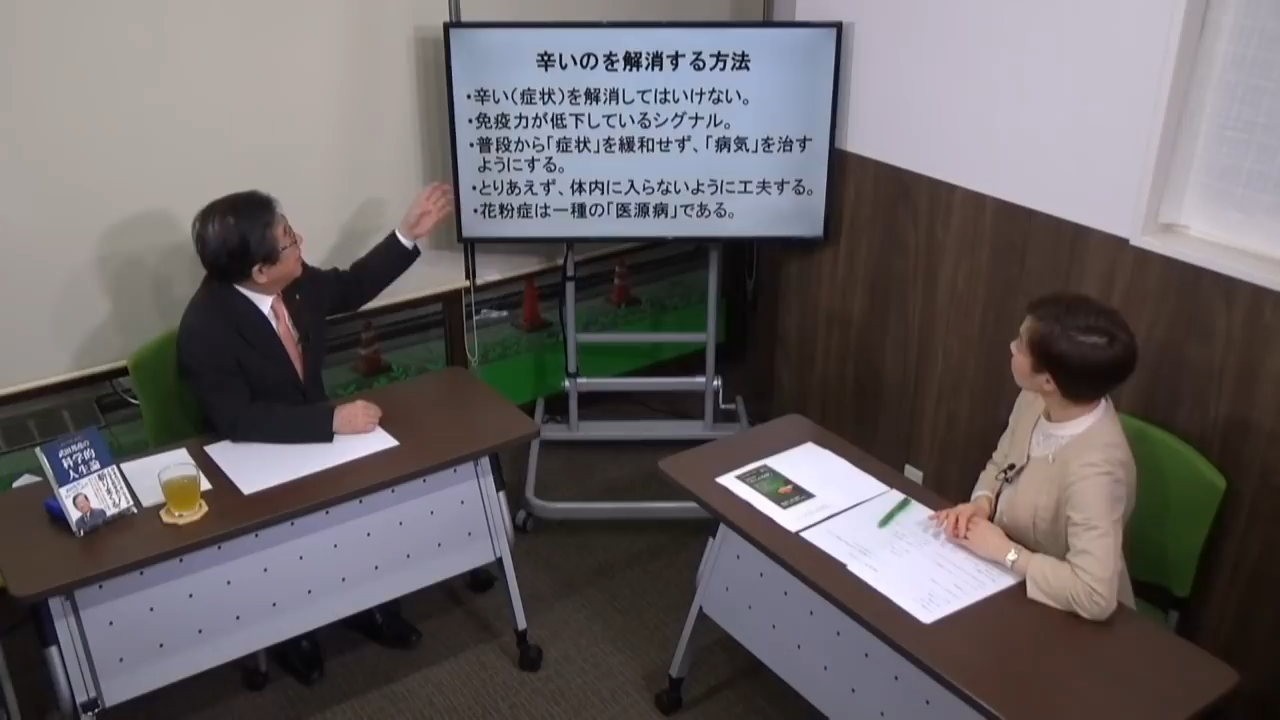 辛いのを解消する方法
・辛い(症状)を解消してはいけない。
・免疫力が低下しているシグナル。
・普段から「症状」を緩和せず、「病気」を治す
ようにする。
・とりあえず、体内に入らないように工夫する。
・花粉症は一種の「医源病」である。
武田邦彦の
科学的
人生論